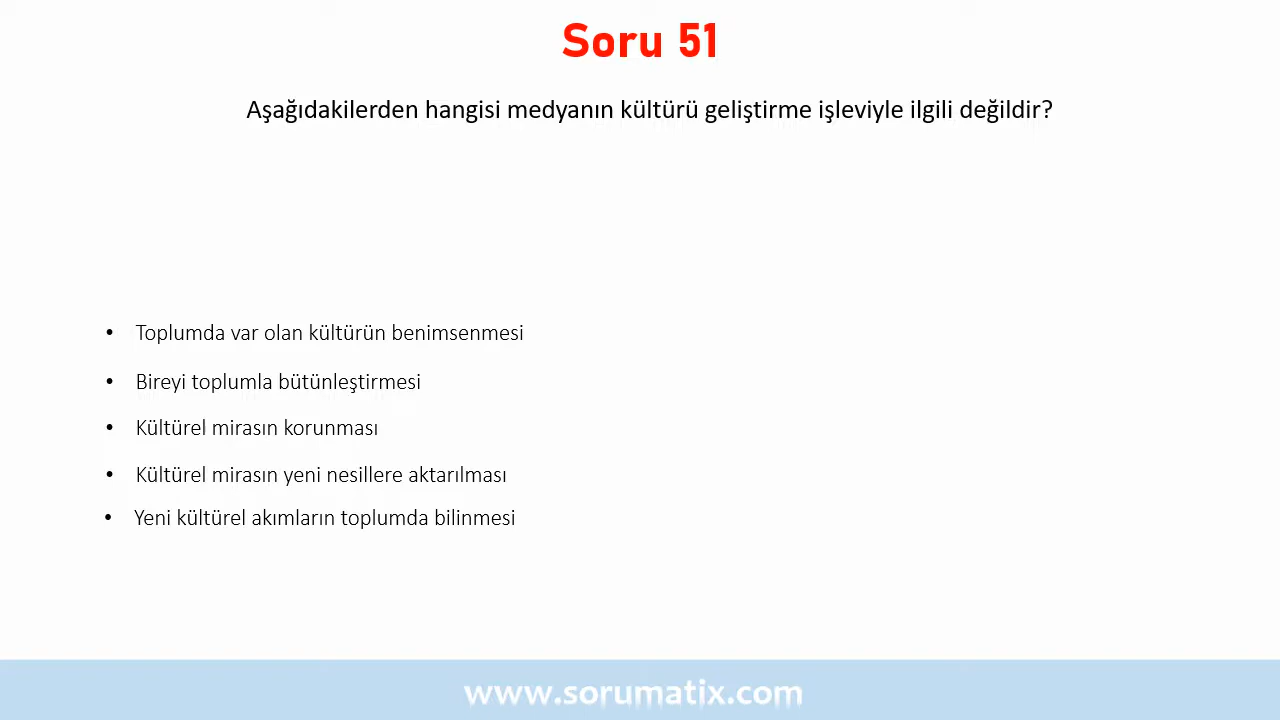 Soru 51
Aşağıdakilerden hangisi medyanın kültürü geliştirme işleviyle ilgili değildir?
• Toplumda var olan kültürün benimsenmesi
• Bireyi toplumla bütünleştirmesi
• Kültürel mirasın korunması
• Kültürel mirasın yeni nesillere aktarılması
• Yeni kültürel akımların toplumda bilinmesi
www.sorumatix.com